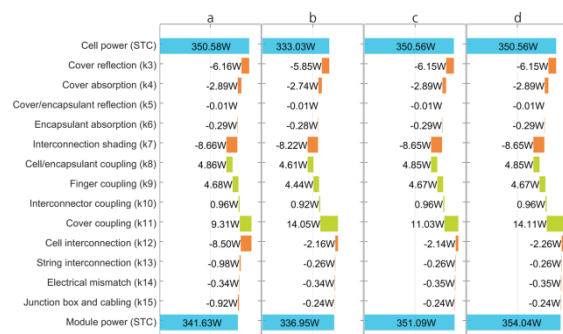 a b c d
Cell power (STC) 350.58W 333.03W 350.56W 350.56W
Cover reflection (k3) -6.16W -5.85W -6.15W -6.15W
Cover absorption (k4) -2.89W -2.74W -2.89W -2.89W
Cover/encapsulant reflection (k5) -0.01W -0.01W -0.01W -0.01W
Encapsulant absorption (k6) -0.29W -0.28W -0.29W -0.29W
Interconnection shading (k7) -8.66W -8.22W -8.65W -8.65W
Cell/encapsulant coupling (k8) 4.86W 4.61W 4.85W 4.85W
Finger coupling (k9) 4.68W 4.44W 4.67W 4.67W
Interconnector coupling (k10) 0.96W 0.92W 0.96W 0.96W
Cover coupling (k11) 9.31W 14.05W 11.03W 14.11W
Cell interconnection (k12) -8.50W -2.16W -2.14W -2.26W
String interconnection (k13) -0.98W -0.26W -0.26W -0.26W
Electrical mismatch (k14) -0.34W -0.34W -0.35W -0.35W
Junction box and cabling (k15) -0.92W -0.24W -0.24W -0.24W
Module power (STC) 341.63W 336.95W 351.09W 354.04W